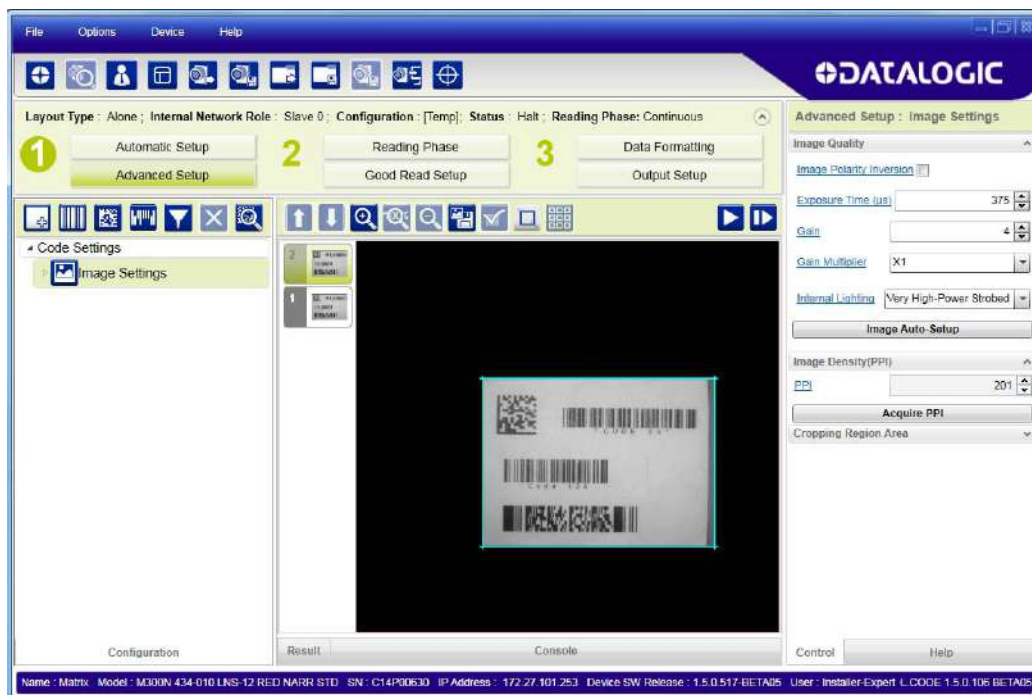 File Options Device Help
DATALOGIC
Layout Type : Alone ; Internal Network Role : Slave 0 ; Configuration : [Temp]; Status : Halt ; Reading Phase: Continuous
1 Automatic Setup 2 Reading Phase 3 Data Formatting
Advanced Setup Good Read Setup Output Setup
Advanced Setup : Image Settings
Image Quality
Image Polarity Inversion
Exposure Time (µs) 375
Gain 4
Gain Multiplier X1
Internal Lighting Very High-Power Strobed
Image Auto-Setup
Image Density(PPI)
PPI 201
Acquire PPI
Cropping Region Area
Code Settings
Image Settings
2
1
Configuration Result Console Control Help
Name : Matrix Model : M300N 434-010 LNS-12 RED NARR STD SN : C14P00630 IP Address : 172.27.101.253 Device SW Release : 1.5.0.517-BETA05 User : Installer-Expert L.CODE 1.5.0.106 BETA05